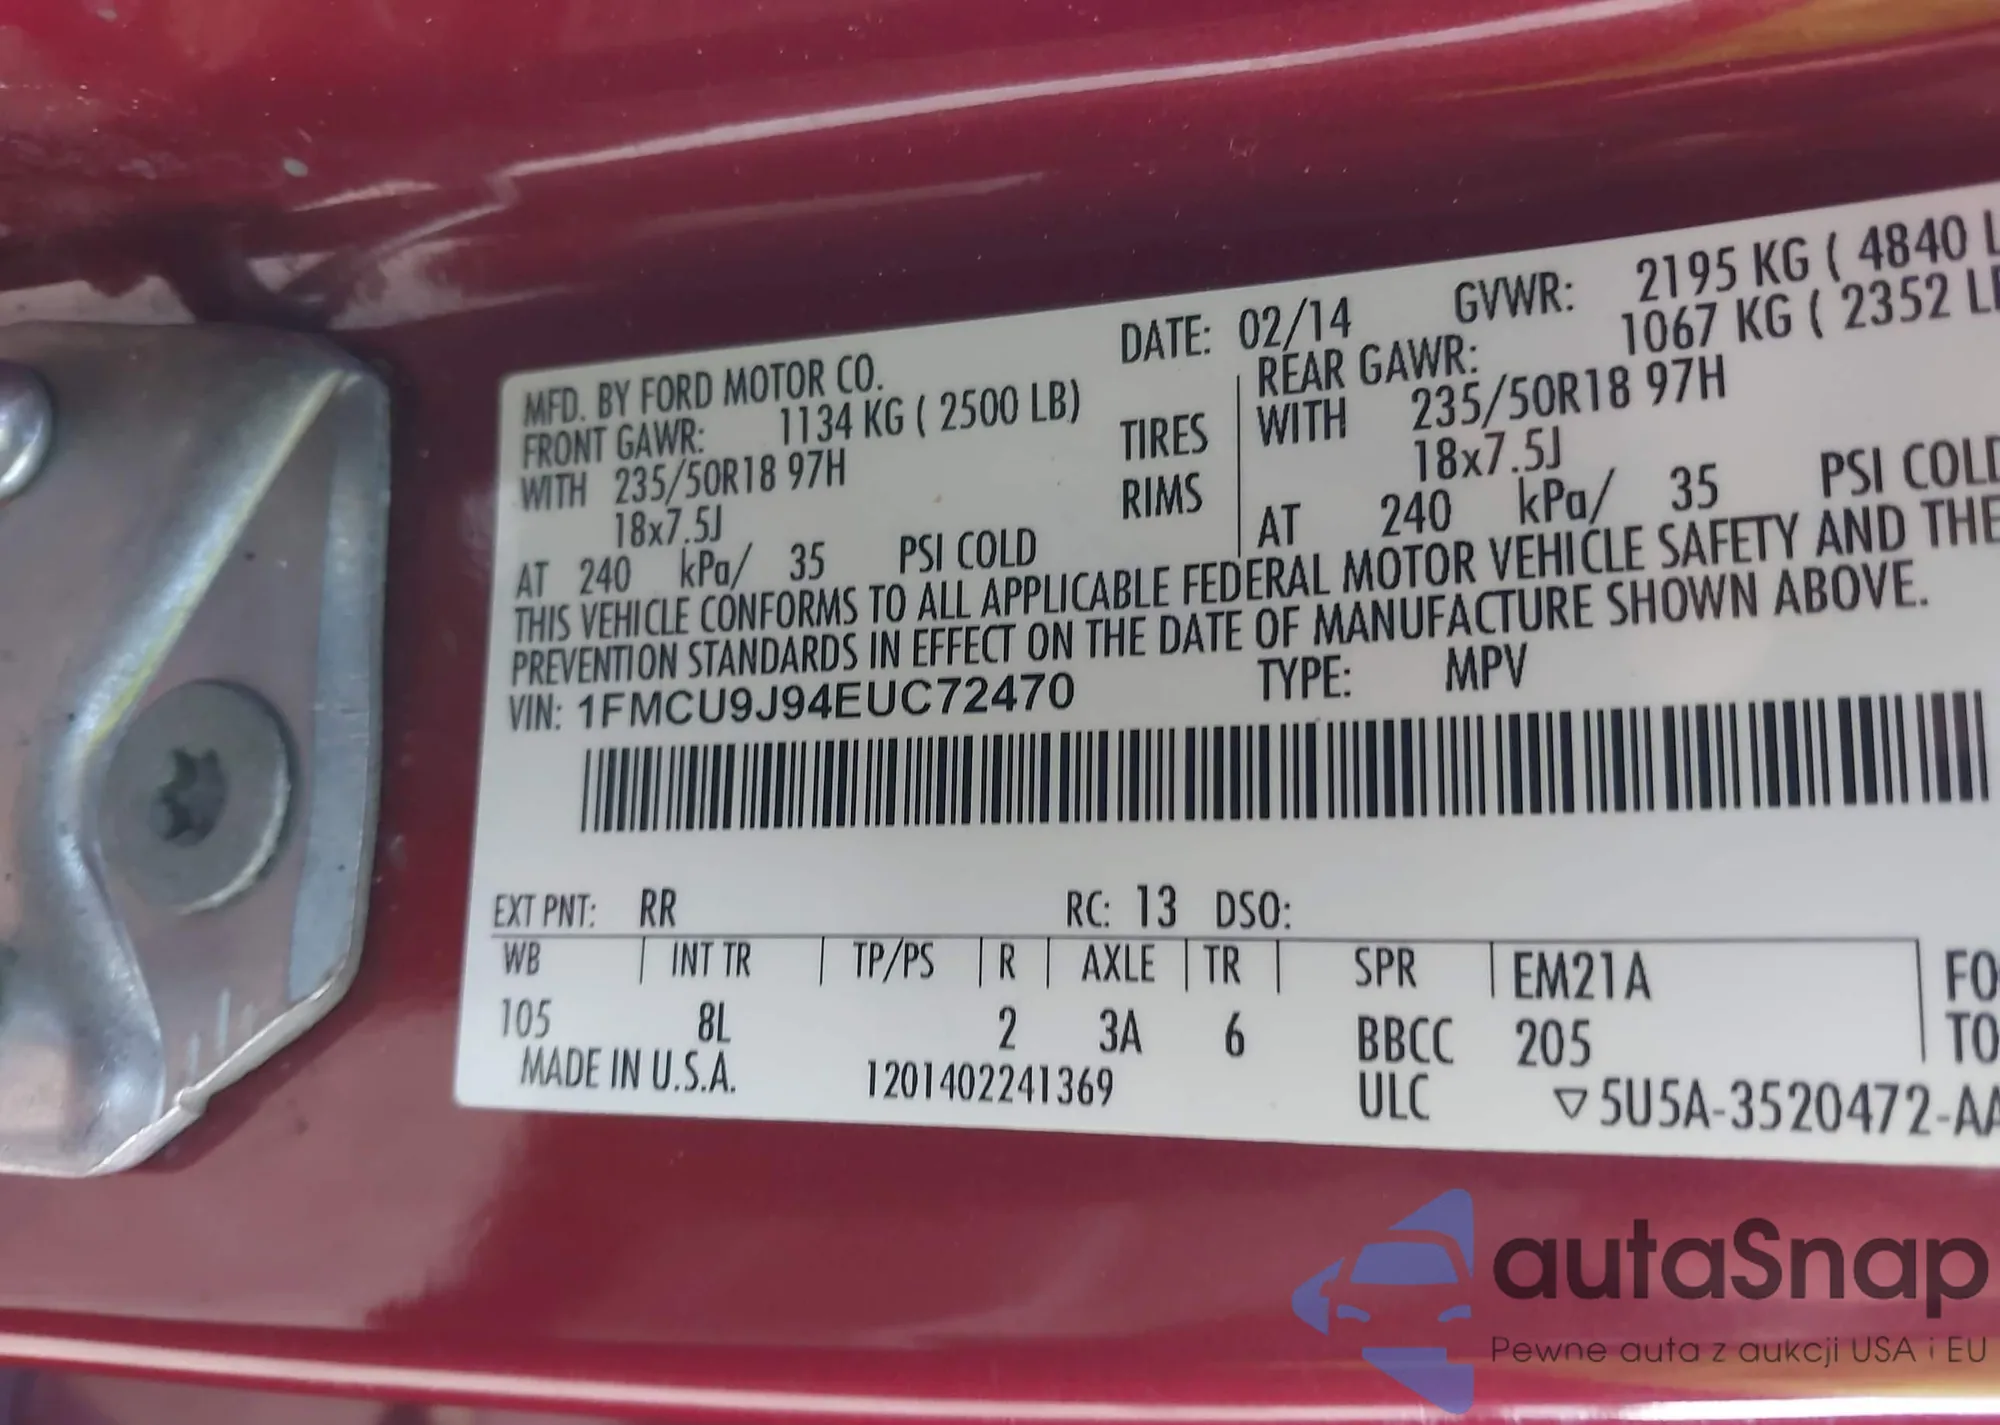 MFD. BY FORD MOTOR CO. DATE: 02/14 GVWR: 2195 KG ( 4840 L
FRONT GAWR: 1134 KG ( 2500 LB) REAR GAWR: 1067 KG ( 2352 LB
WITH 235/50R18 97H TIRES WITH 235/50R18 97H
18x7.5J RIMS 18x7.5J
AT 240 kPa/ 35 PSI COLD AT 240 kPa/ 35 PSI COLD
THIS VEHICLE CONFORMS TO ALL APPLICABLE FEDERAL MOTOR VEHICLE SAFETY AND THE
PREVENTION STANDARDS IN EFFECT ON THE DATE OF MANUFACTURE SHOWN ABOVE.
VIN: 1FMCU9J94EUC72470 TYPE: MPV
EXT PNT: RR RC: 13 DSO:
WB INT TR TP/PS R AXLE TR SPR EM21A FO
105 8L 2 3A 6 BBCC 205 TO
MADE IN U.S.A. 1201402241369 ULC ▽5U5A-3520472-AA
autaSnap
Pewne auta z aukcji USA i EU